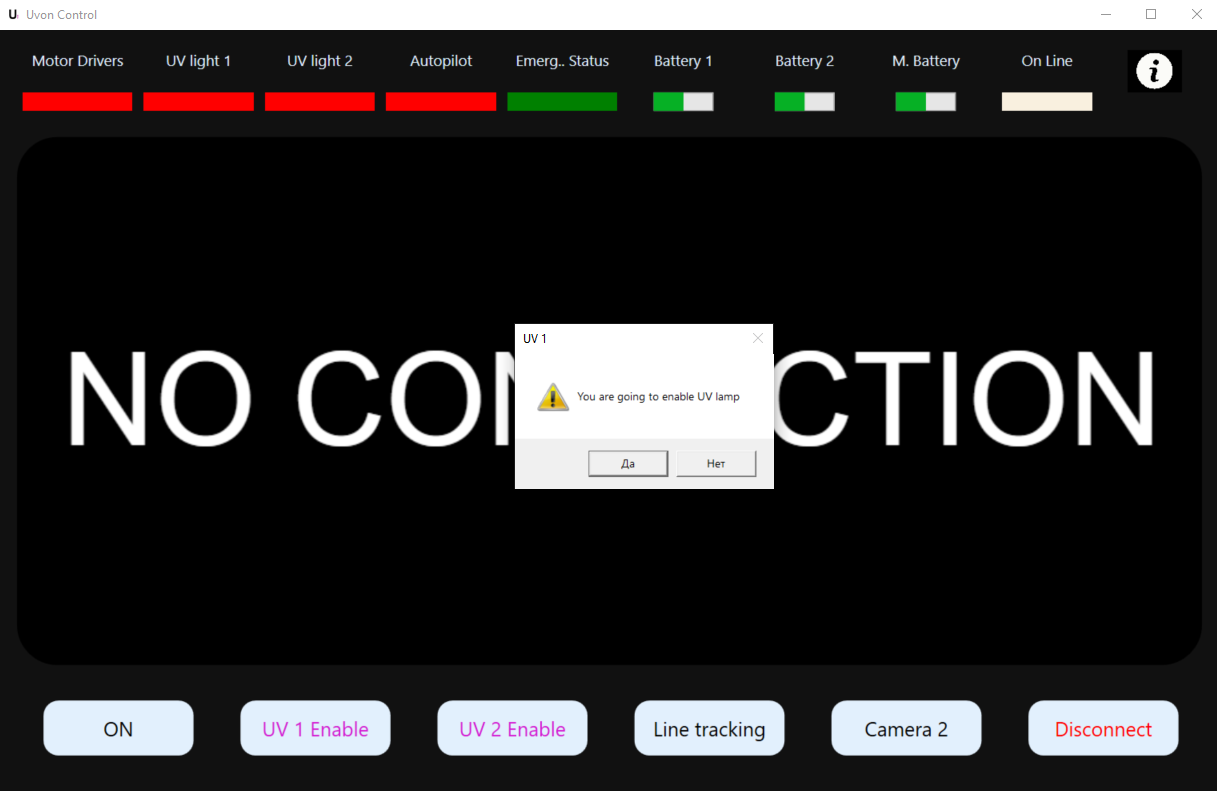 Uvon Control
Motor Drivers
UV light 1
UV light 2
Autopilot
Emerg.. Status
Battery 1
Battery 2
M. Battery
On Line
UV 1
You are going to enable UV lamp
Да
Нет
NO CON CTION
ON
UV 1 Enable
UV 2 Enable
Line tracking
Camera 2
Disconnect